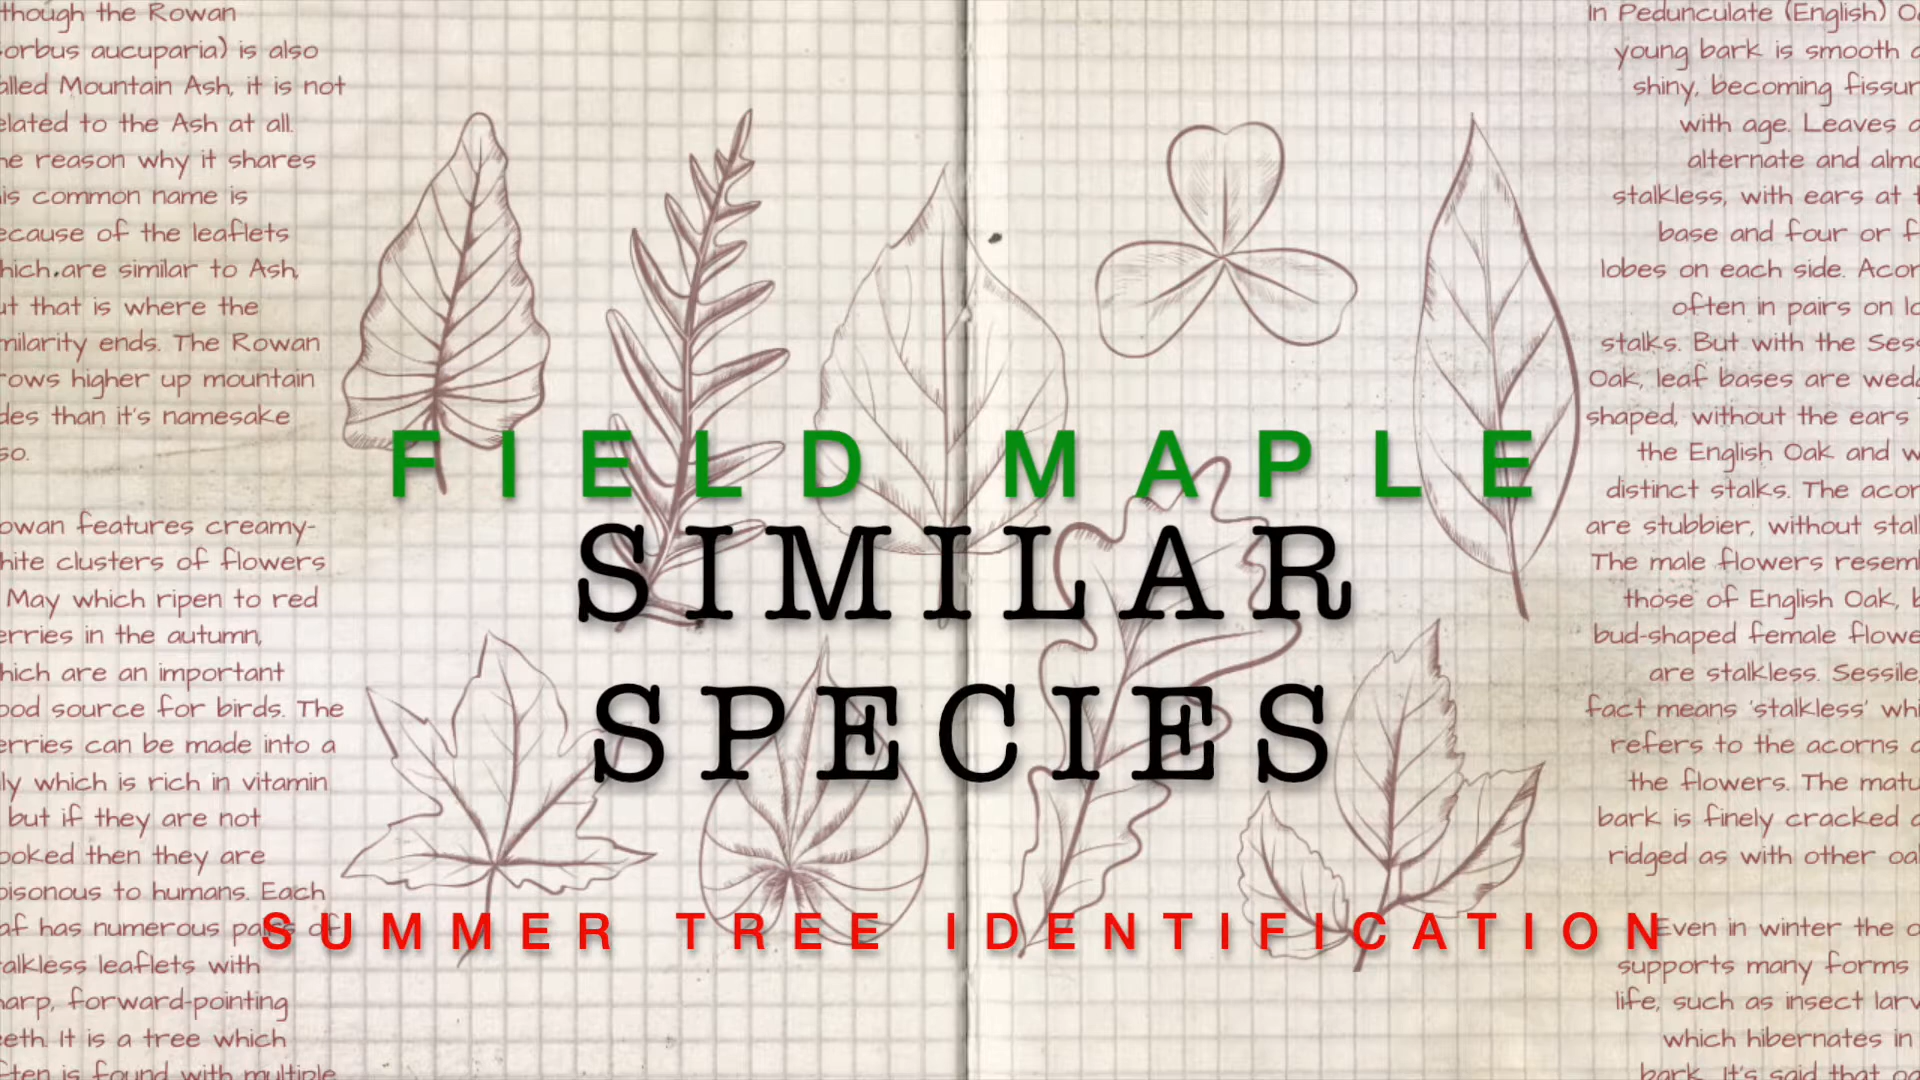 though the Rowan
orbus aucuparia) is also
alled Mountain Ash, it is not
elated to the Ash at all.
he reason why it shares
is common name is
ecause of the leaflets
hich are similar to Ash,
ut that is where the
milarity ends. The Rowan
rows higher up mountain
des than it's namesake
so.
owan features creamy-
hite clusters of flowers
May which ripen to red
erries in the autumn,
hich are an important
ood source for birds. The
erries can be made into a
lly which is rich in vitamin
but if they are not
ooked then they are
oisonous to humans. Each
af has numerous pairs of
alkless leaflets with
harp, forward-pointing
eeth. It is a tree which
ften is found with multiple
FIELD MAPLE
SIMILAR
SPECIES
SUMMER TREE IDENTIFICATION
In Pedunculate (English) O
young bark is smooth a
shiny, becoming fissur
with age. Leaves a
alternate and almo
stalkless, with ears at t
base and four or f
lobes on each side. Acor
often in pairs on lo
stalks. But with the Sess
Oak, leaf bases are wedg
shaped, without the ears
the English Oak and w
distinct stalks. The acor
are stubbier, without stal
The male flowers resem
those of English Oak, b
bud-shaped female flowe
are stalkless. Sessile,
fact means 'stalkless' whi
refers to the acorns a
the flowers. The matu
bark is finely cracked a
ridged as with other oa
Even in winter the o
supports many forms
life, such as insect larv
which hibernates in
bark. It's said that oa